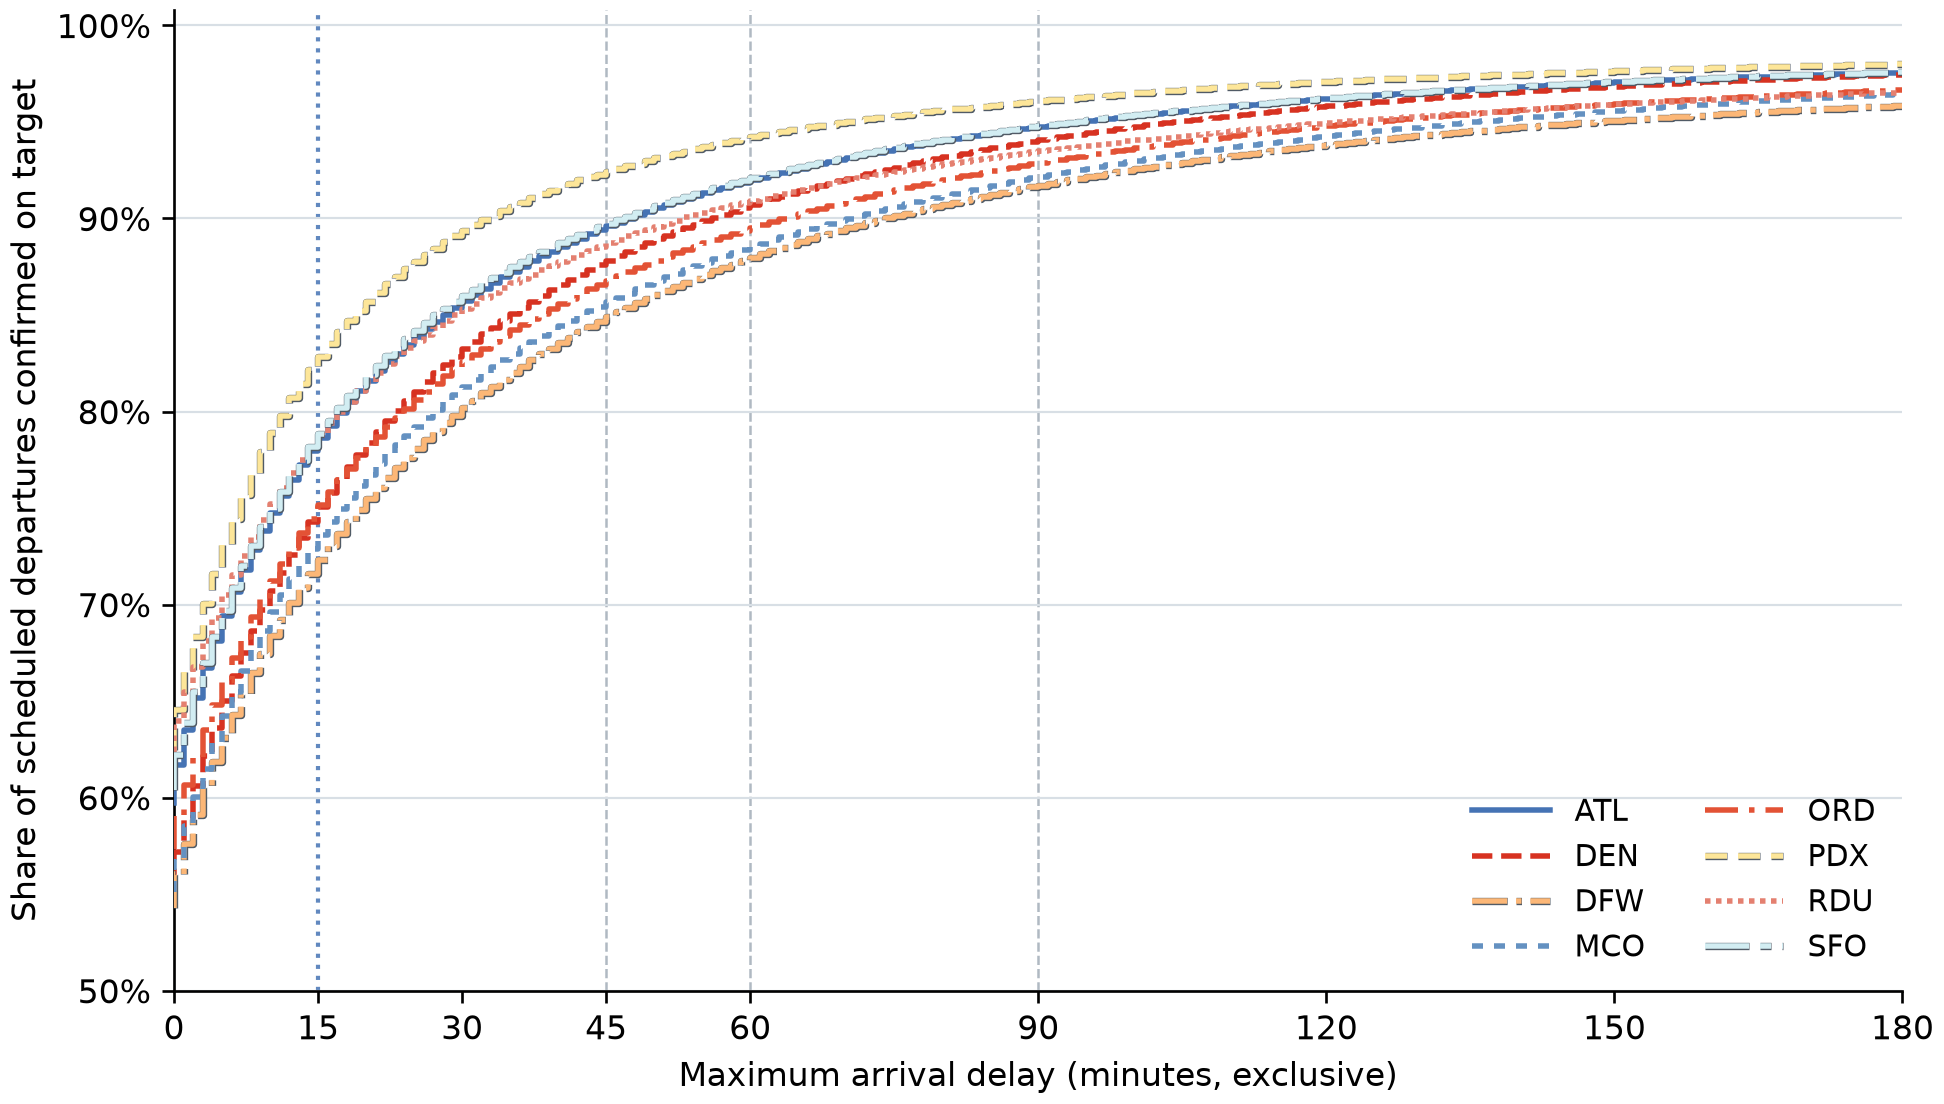 100%
90%
80%
70%
60%
50%
Share of scheduled departures confirmed on target
0 15 30 45 60 90 120 150 180
Maximum arrival delay (minutes, exclusive)
ATL
DEN
DFW
MCO
ORD
PDX
RDU
SFO